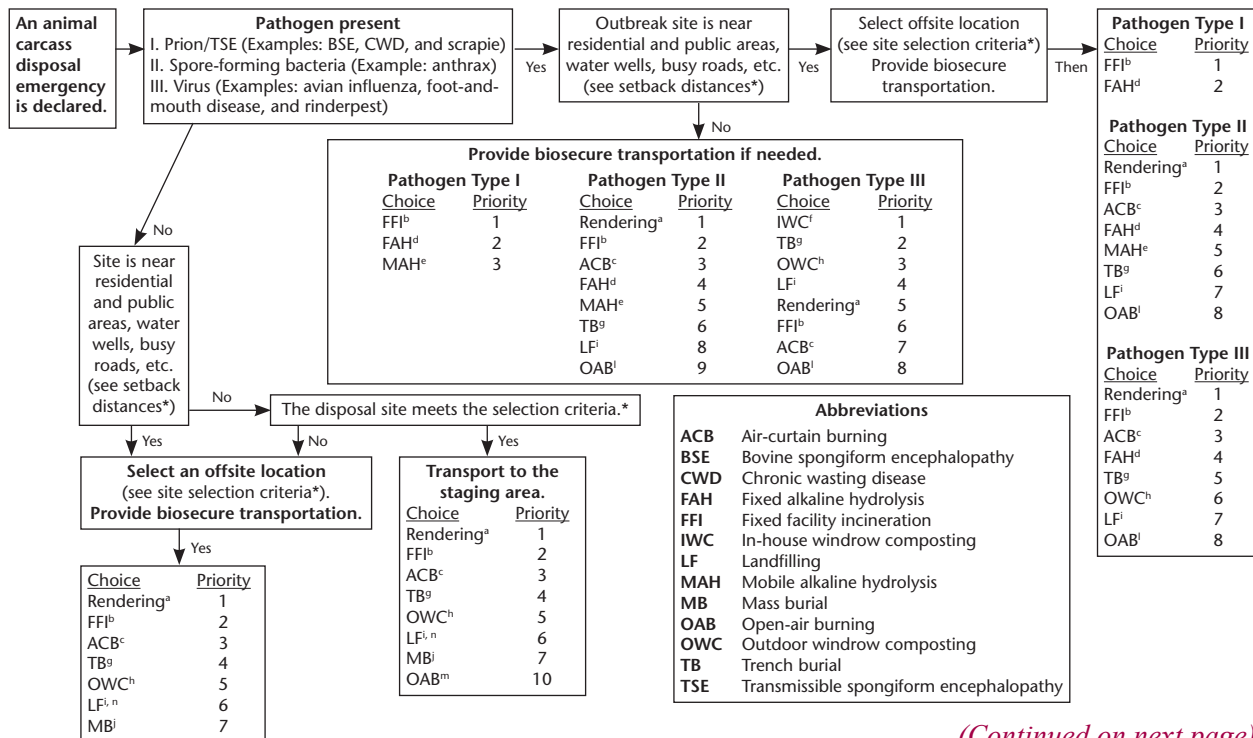 An animal
carcass
disposal
emergency
is declared.
Pathogen present
I. Prion/TSE (Examples: BSE, CWD, and scrapie)
II. Spore-forming bacteria (Example: anthrax)
III. Virus (Examples: avian influenza, foot-and-
mouth disease, and rinderpest)
Yes
Outbreak site is near
residential and public areas,
water wells, busy roads, etc.
(see setback distances*)
Yes
Select offsite location
(see site selection criteria*)
Provide biosecure
transportation.
Then
Pathogen Type I
Choice Priority
FFIb 1
FAHd 2
Pathogen Type II
Choice Priority
Renderinga 1
FFIb 2
ACBc 3
FAHd 4
MAHe 5
TBg 6
LFi 7
OABl 8
Pathogen Type III
Choice Priority
Renderinga 1
FFIb 2
ACBc 3
FAHd 4
TBg 5
OWCh 6
LFi 7
OABl 8
No
Provide biosecure transportation if needed.
Pathogen Type I
Choice Priority
FFIb 1
FAHd 2
MAHe 3
Pathogen Type II
Choice Priority
Renderinga 1
FFIb 2
ACBc 3
FAHd 4
MAHe 5
TBg 6
LFi 8
OABl 9
Pathogen Type III
Choice Priority
IWCf 1
TBg 2
OWCh 3
LFi 4
Renderinga 5
FFIb 6
ACBc 7
OABl 8
No
Site is near
residential
and public
areas, water
wells, busy
roads, etc.
(see setback
distances*)
No
The disposal site meets the selection criteria.*
Yes
No
Yes
Select an offsite location
(see site selection criteria*).
Provide biosecure transportation.
Yes
Choice Priority
Renderinga 1
FFIb 2
ACBc 3
TBg 4
OWCh 5
LFi, n 6
MBj 7
Transport to the
staging area.
Choice Priority
Renderinga 1
FFIb 2
ACBc 3
TBg 4
OWCh 5
LFi, n 6
MBj 7
OABm 10
Abbreviations
ACB Air-curtain burning
BSE Bovine spongiform encephalopathy
CWD Chronic wasting disease
FAH Fixed alkaline hydrolysis
FFI Fixed facility incineration
IWC In-house windrow composting
LF Landfilling
MAH Mobile alkaline hydrolysis
MB Mass burial
OAB Open-air burning
OWC Outdoor windrow composting
TB Trench burial
TSE Transmissible spongiform encephalopathy
(Continued on next page)